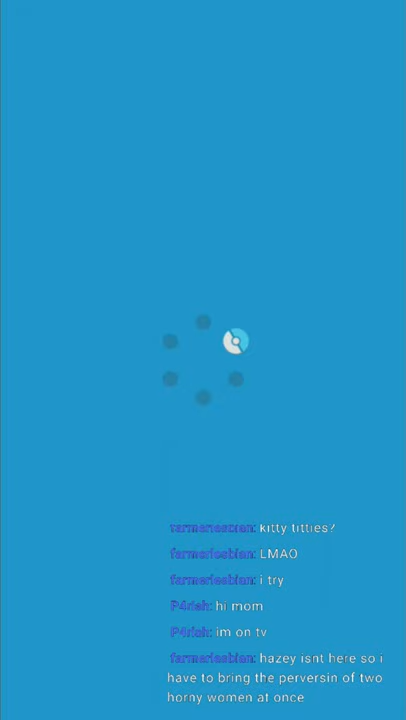 farmerlesbian: kitty titties?
farmerlesbian: LMAO
farmerlesbian: i try
P4rish: hi mom
P4rish: im on tv
farmerlesbian: hazey isnt here so i
have to bring the perversin of two
horny women at once